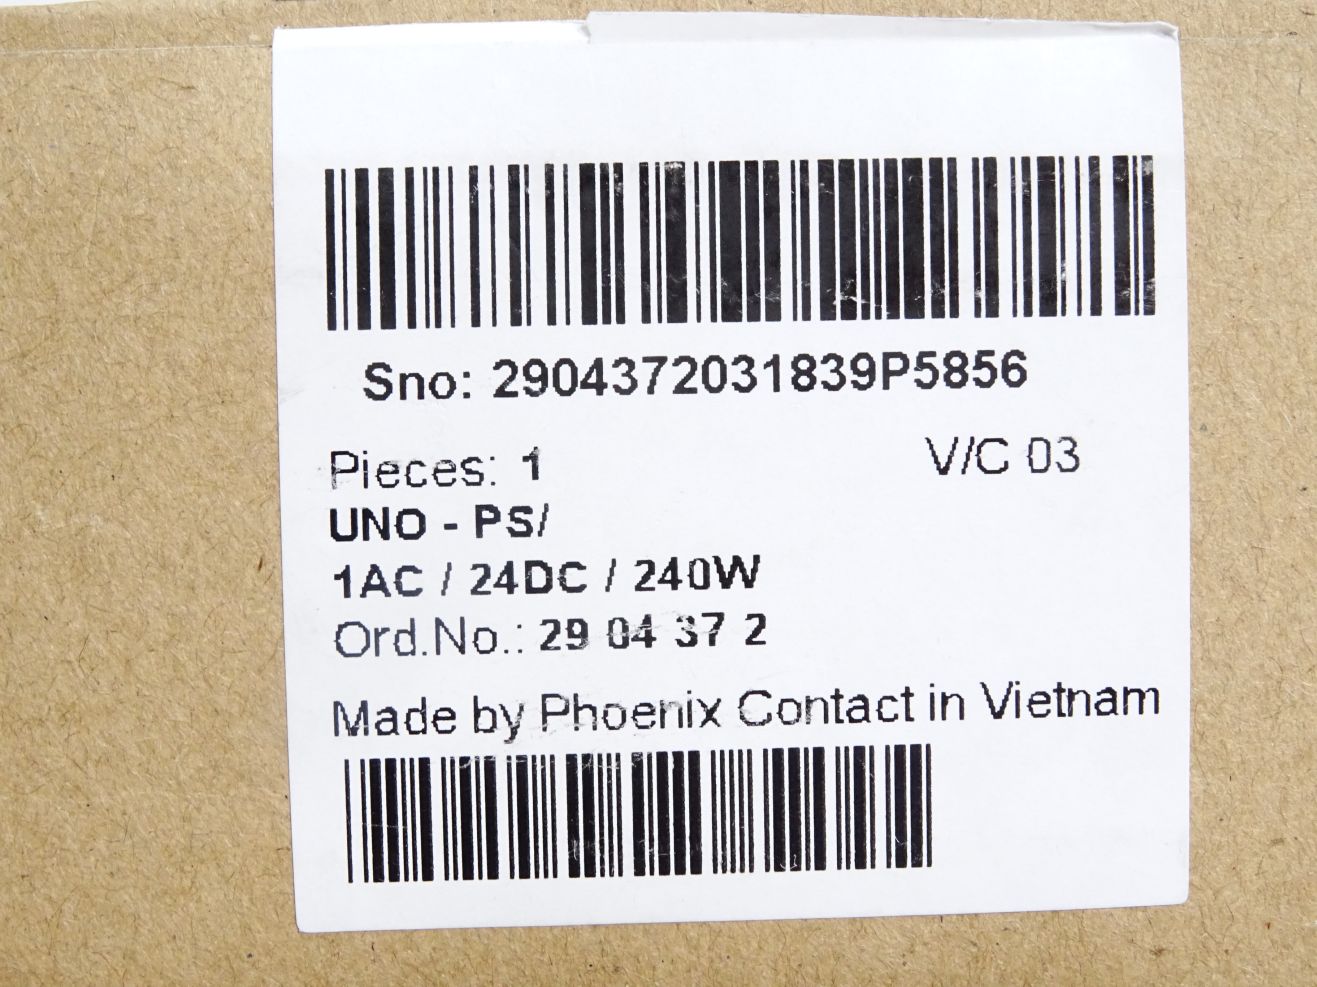 Sno: 2904372031839P5856
Pieces: 1 V/C 03
UNO - PS/
1AC / 24DC / 240W
Ord.No.: 29 04 37 2
Made by Phoenix Contact in Vietnam